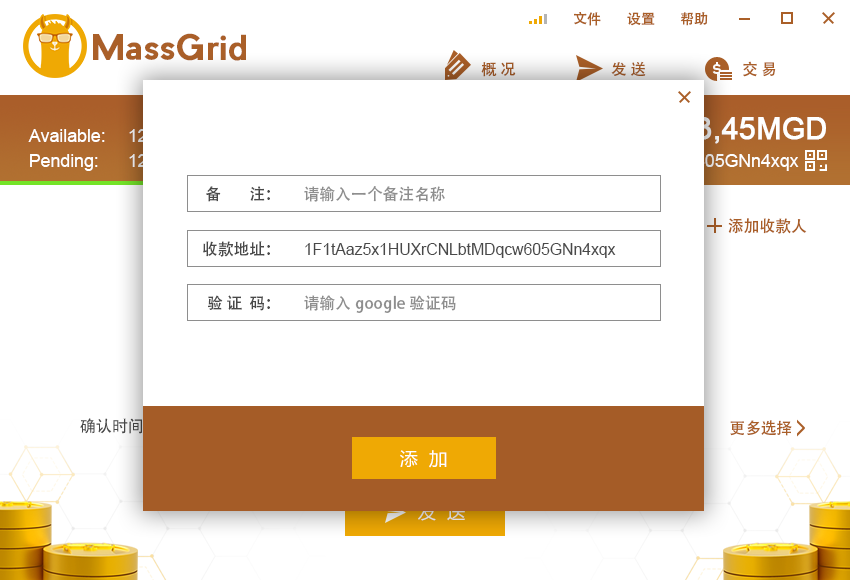 文件 设置 帮助
MassGrid
概况 发送 交易
Available: 12
Pending: 12
3,45MGD
05GNn4xqx
备 注: 请输入一个备注名称
添加收款人
收款地址: 1F1tAaz5x1HUXrCNLbtMDqcw605GNn4xqx
验证码: 请输入 google 验证码
确认时间
更多选择
添加
发送